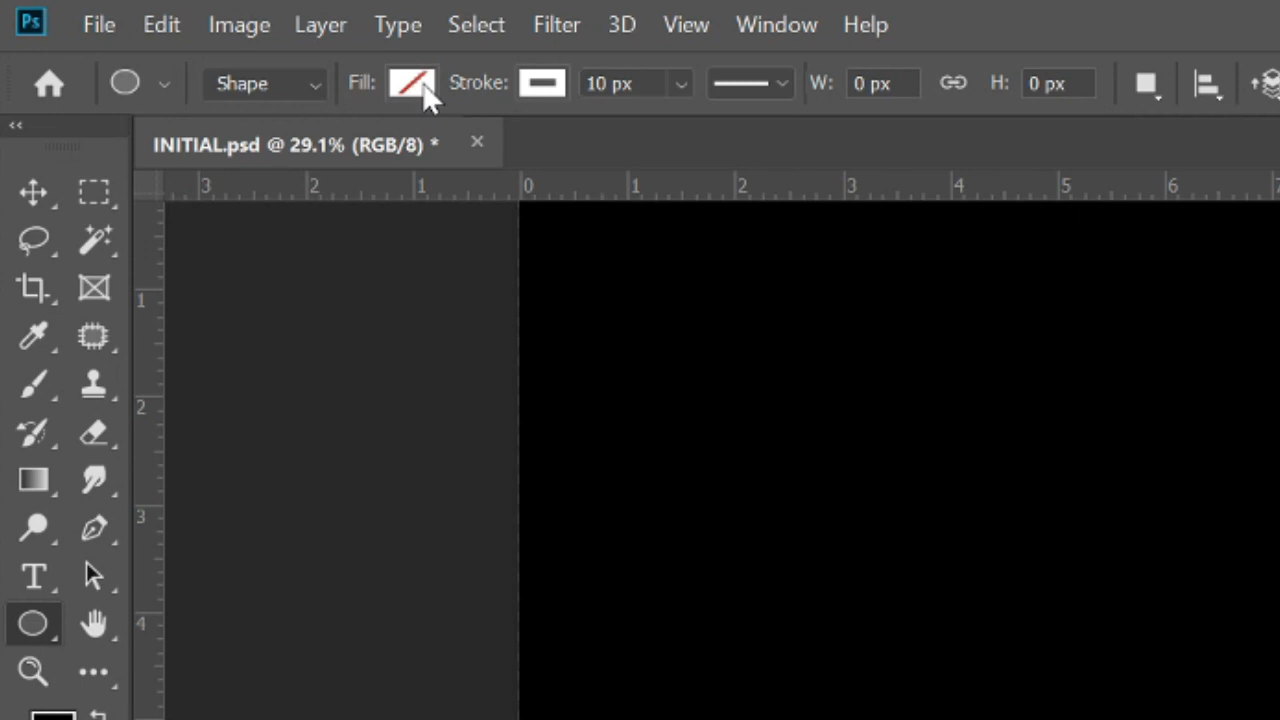 Ps File Edit Image Layer Type Select Filter 3D View Window Help
Shape Fill: Stroke: 10 px W: 0 px H: 0 px
INITIAL.psd @ 29.1% (RGB/8) * ×
3 2 1 0 1 2 3 4 5 6
1
2
3
4
T